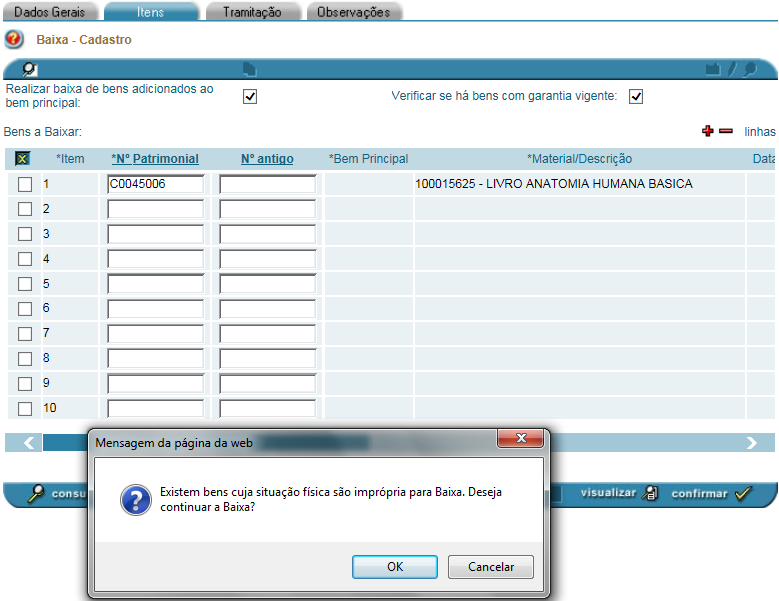 Dados Gerais Itens Tramitação Observações
Baixa - Cadastro
Realizar baixa de bens adicionados ao
bem principal:
Verificar se há bens com garantia vigente:
Bens a Baixar:
linhas
*Item *Nº Patrimonial Nº antigo *Bem Principal *Material/Descrição Data
1 C0045006 100015625 - LIVRO ANATOMIA HUMANA BASICA
2
3
4
5
6
7
8
9
10
Mensagem da página da web
Existem bens cuja situação física são imprópria para Baixa. Deseja
continuar a Baixa?
OK Cancelar
consu visualizar confirmar